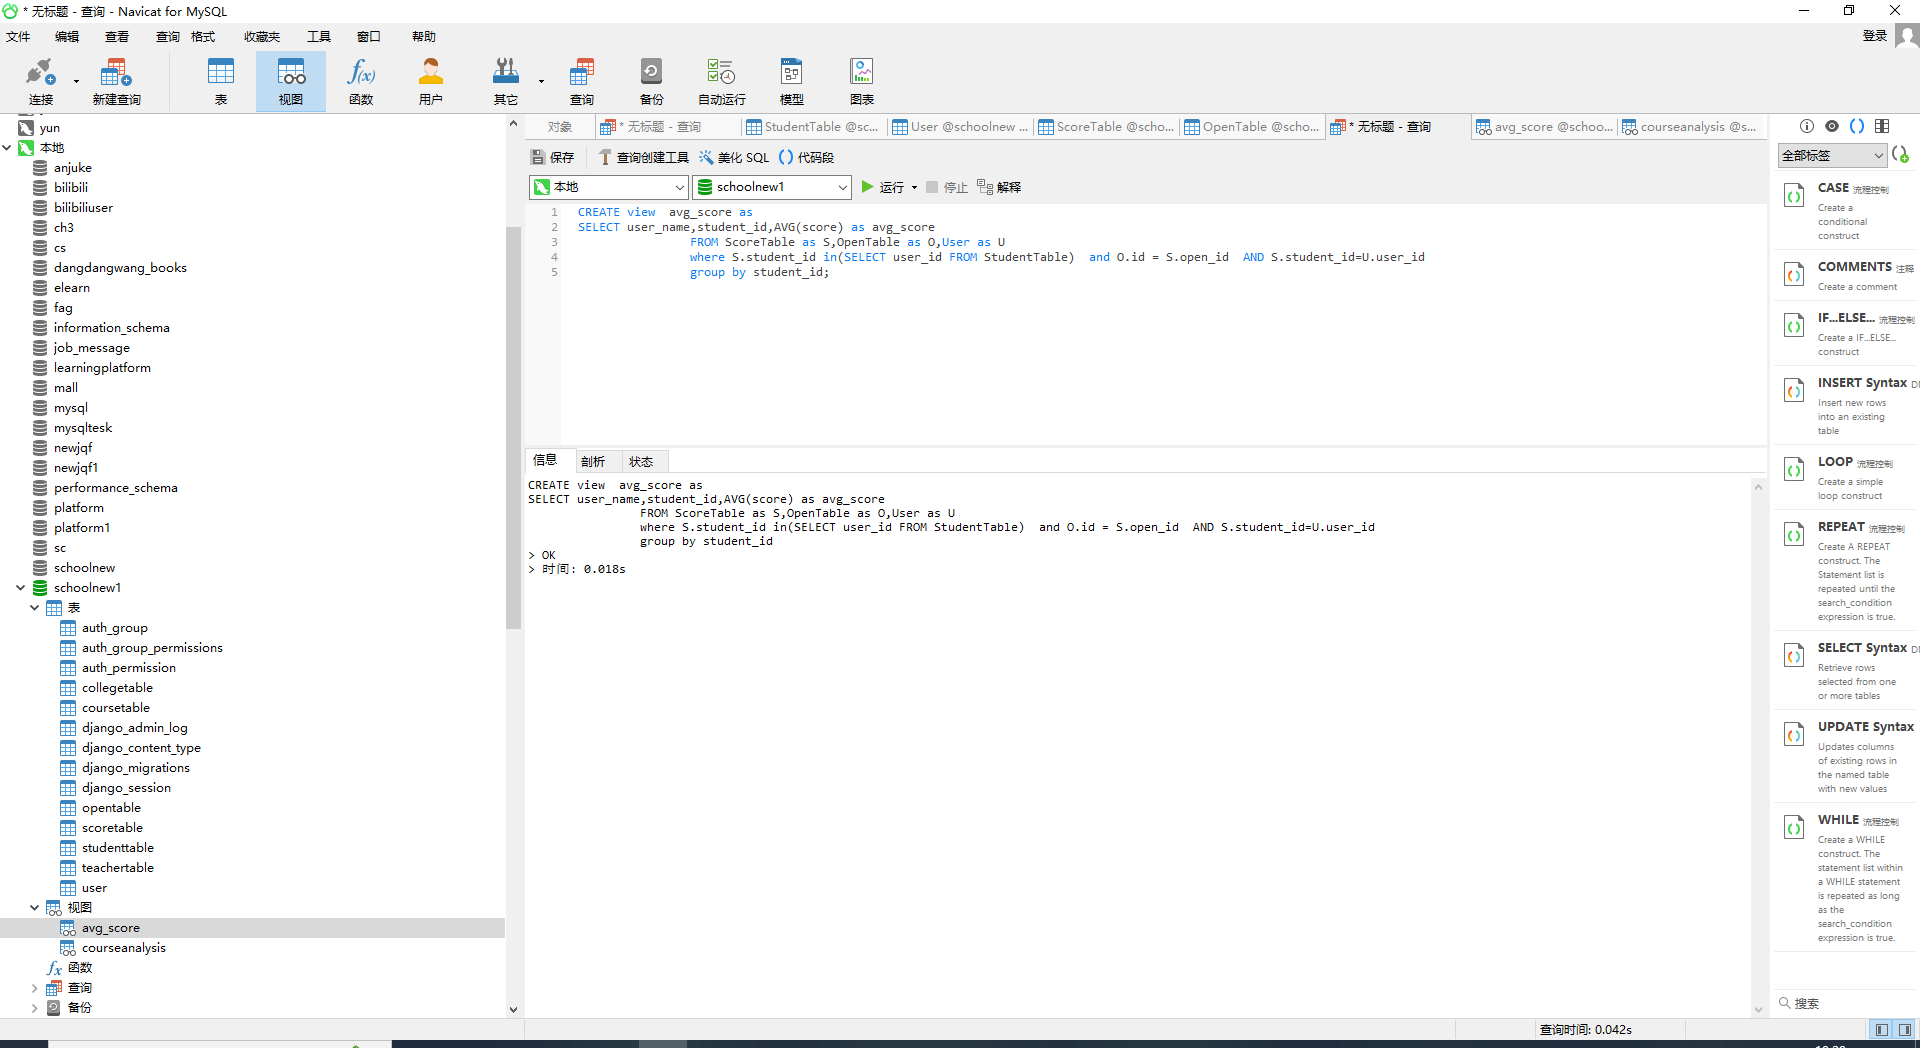 * 无标题 - 查询 - Navicat for MySQL
文件 编辑 查看 查询 格式 收藏夹 工具 窗口 帮助 登录
连接 新建查询 表 视图 函数 用户 其它 查询 备份 自动运行 模型 图表
yun
本地
anjuke
bilibili
bilibiliuser
ch3
cs
dangdangwang_books
elearn
fag
information_schema
job_message
learningplatform
mall
mysql
mysqltesk
newjqf
newjqf1
performance_schema
platform
platform1
sc
schoolnew
schoolnew1
表
auth_group
auth_group_permissions
auth_permission
collegetable
coursetable
django_admin_log
django_content_type
django_migrations
django_session
opentable
scoretable
studenttable
teachertable
user
视图
avg_score
courseanalysis
函数
查询
备份
对象 * 无标题 - 查询 StudentTable @sc... User @schoolnew ... ScoreTable @scho... OpenTable @scho... * 无标题 - 查询 avg_score @schoo... courseanalysis @s...
保存 查询创建工具 美化 SQL 代码段
本地 schoolnew1 运行 停止 解释
1 CREATE view  avg_score as
2 SELECT user_name,student_id,AVG(score) as avg_score
3 FROM ScoreTable as S,OpenTable as O,User as U
4 where S.student_id in(SELECT user_id FROM StudentTable)  and O.id = S.open_id  AND S.student_id=U.user_id
5 group by student_id;
信息 剖析 状态
CREATE view  avg_score as
SELECT user_name,student_id,AVG(score) as avg_score
FROM ScoreTable as S,OpenTable as O,User as U
where S.student_id in(SELECT user_id FROM StudentTable)  and O.id = S.open_id  AND S.student_id=U.user_id
group by student_id
> OK
> 时间: 0.018s
全部标签
CASE 流程控制
Create a
conditional
construct
COMMENTS 注释
Create a comment
IF...ELSE... 流程控制
Create a IF...ELSE...
construct
INSERT Syntax
Insert new rows
into an existing
table
LOOP 流程控制
Create a simple
loop construct
REPEAT 流程控制
Create A REPEAT
construct. The
Statement list is
repeated until the
search_condition
expression is true.
SELECT Syntax
Retrieve rows
selected from one
or more tables
UPDATE Syntax
Updates columns
of existing rows in
the named table
with new values
WHILE 流程控制
Create a WHILE
construct. The
statement list within
a WHILE statement
is repeated as long
as the
search_condition
expression is true.
搜索
查询时间: 0.042s